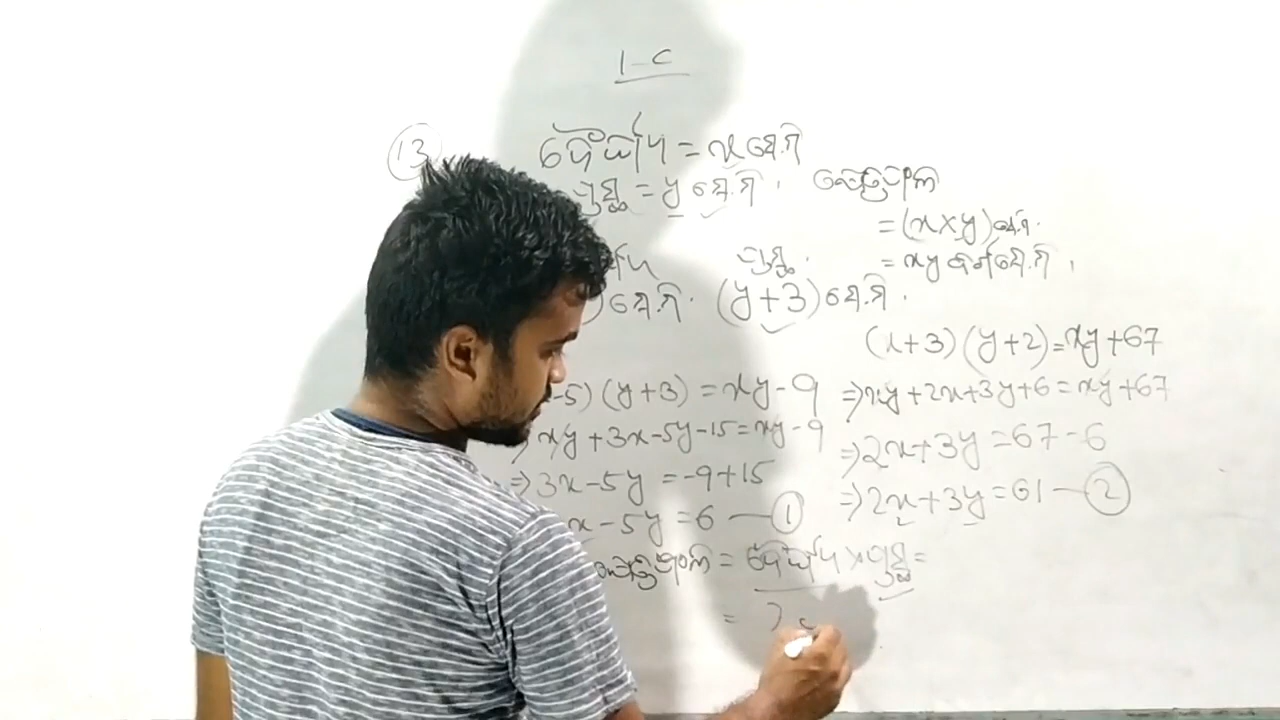 1-C
13
ଦୈର୍ଘ୍ୟ = x ସେ.ମି
ପ୍ରସ୍ଥ = y ସେ.ମି.
କ୍ଷେତ୍ରଫଳ
= (x×y) ସେ.
= xy ବର୍ଗସେ.ମି.
ପ୍ରସ୍ଥ
) ସେ.ମି. (y+3) ସେ.ମି.
-5) (y+3) = xy-9
⇒ xy+3x-5y-15=xy-9
⇒ 3x-5y=-9+15
x-5y=6 — 1
(x+3)(y+2)=xy+67
⇒xy+2x+3y+6=xy+67
⇒2x+3y=67-6
⇒2x+3y=61 — 2
କ୍ଷେତ୍ରଫଳ = ଦୈର୍ଘ୍ୟ × ପ୍ରସ୍ଥ =
=